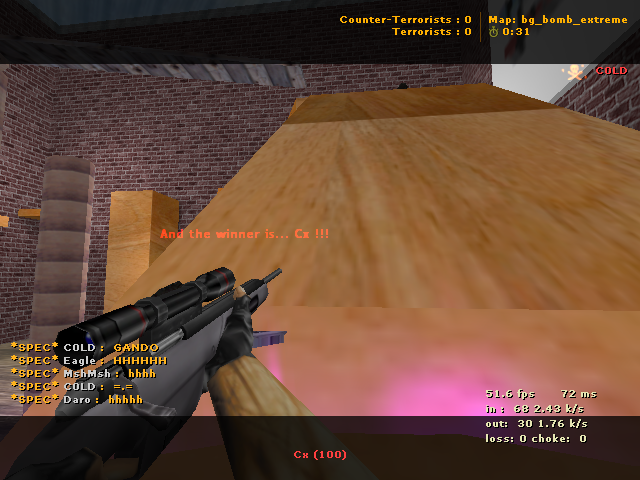 Counter-Terrorists : 0
Terrorists : 0
Map: bg_bomb_extreme
0:31
COLD
And the winner is... Cx !!!
*SPEC* COLD : GANDO
*SPEC* Eagle : HHHHHH
*SPEC* MshMsh : hhhh
*SPEC* COLD : =.=
*SPEC* Daro : hhhhh
51.6 fps 72 ms
in : 68 2.43 k/s
out: 30 1.76 k/s
loss: 0 choke: 0
Cx (100)